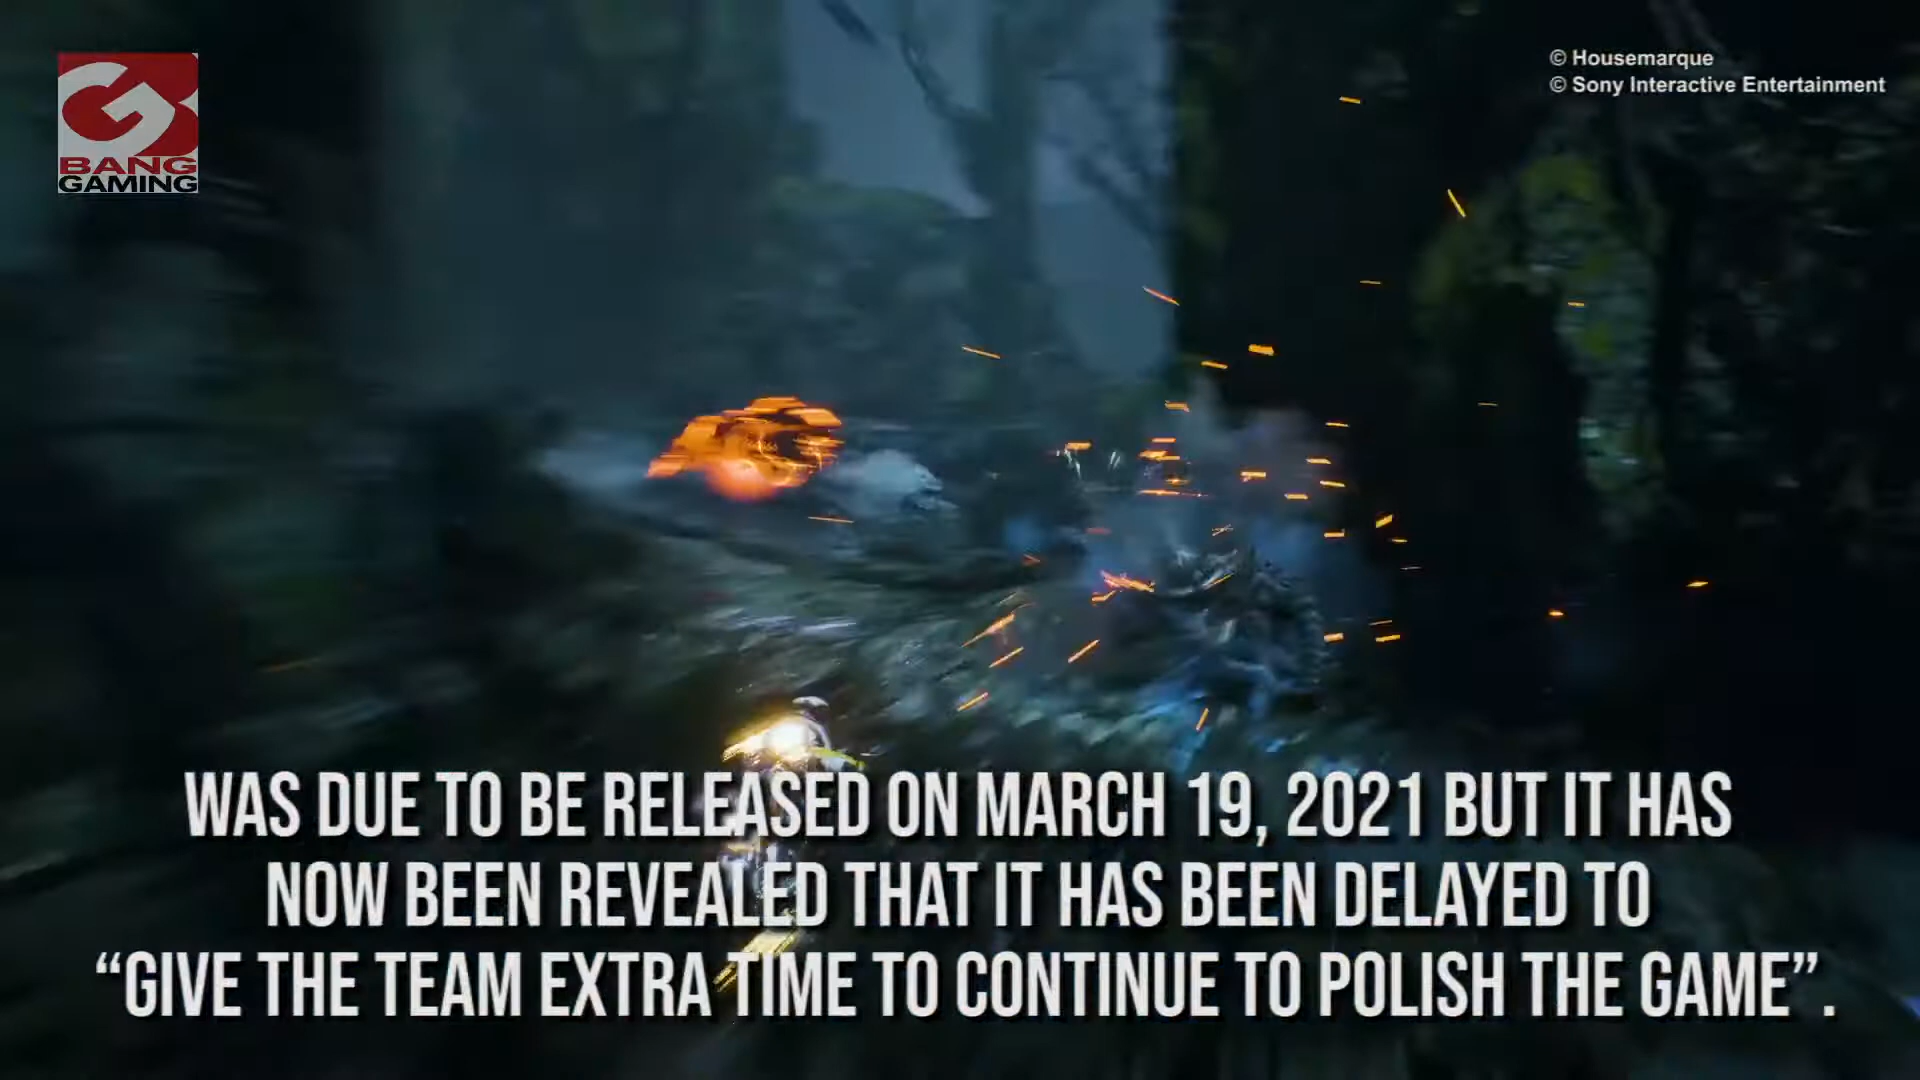 BANG
GAMING
© Housemarque
© Sony Interactive Entertainment
WAS DUE TO BE RELEASED ON MARCH 19, 2021 BUT IT HAS
NOW BEEN REVEALED THAT IT HAS BEEN DELAYED TO
“GIVE THE TEAM EXTRA TIME TO CONTINUE TO POLISH THE GAME”.